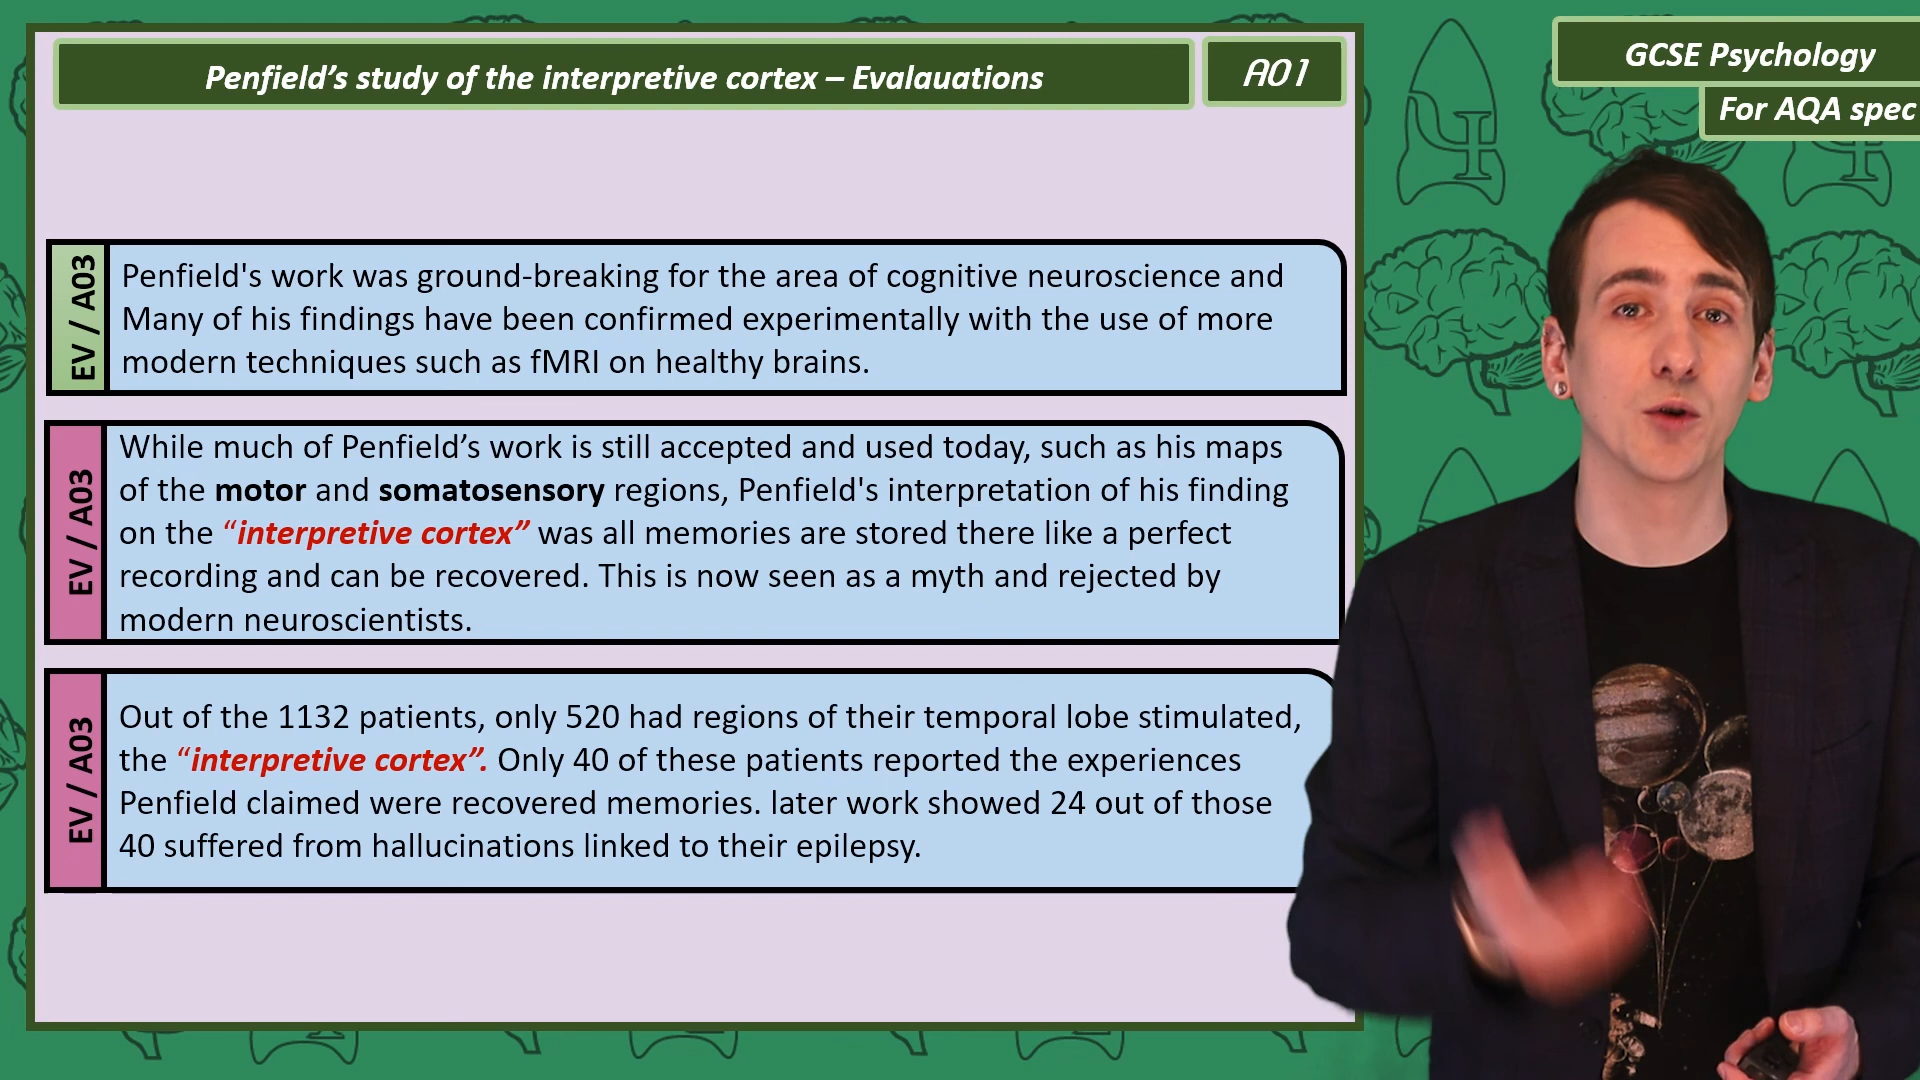 Penfield's study of the interpretive cortex – Evalauations
AO1
GCSE Psychology
For AQA spec
EV / A03
Penfield's work was ground-breaking for the area of cognitive neuroscience and
Many of his findings have been confirmed experimentally with the use of more
modern techniques such as fMRI on healthy brains.
EV / A03
While much of Penfield’s work is still accepted and used today, such as his maps
of the motor and somatosensory regions, Penfield's interpretation of his finding
on the “interpretive cortex” was all memories are stored there like a perfect
recording and can be recovered. This is now seen as a myth and rejected by
modern neuroscientists.
EV / A03
Out of the 1132 patients, only 520 had regions of their temporal lobe stimulated,
the “interpretive cortex”. Only 40 of these patients reported the experiences
Penfield claimed were recovered memories. later work showed 24 out of those
40 suffered from hallucinations linked to their epilepsy.